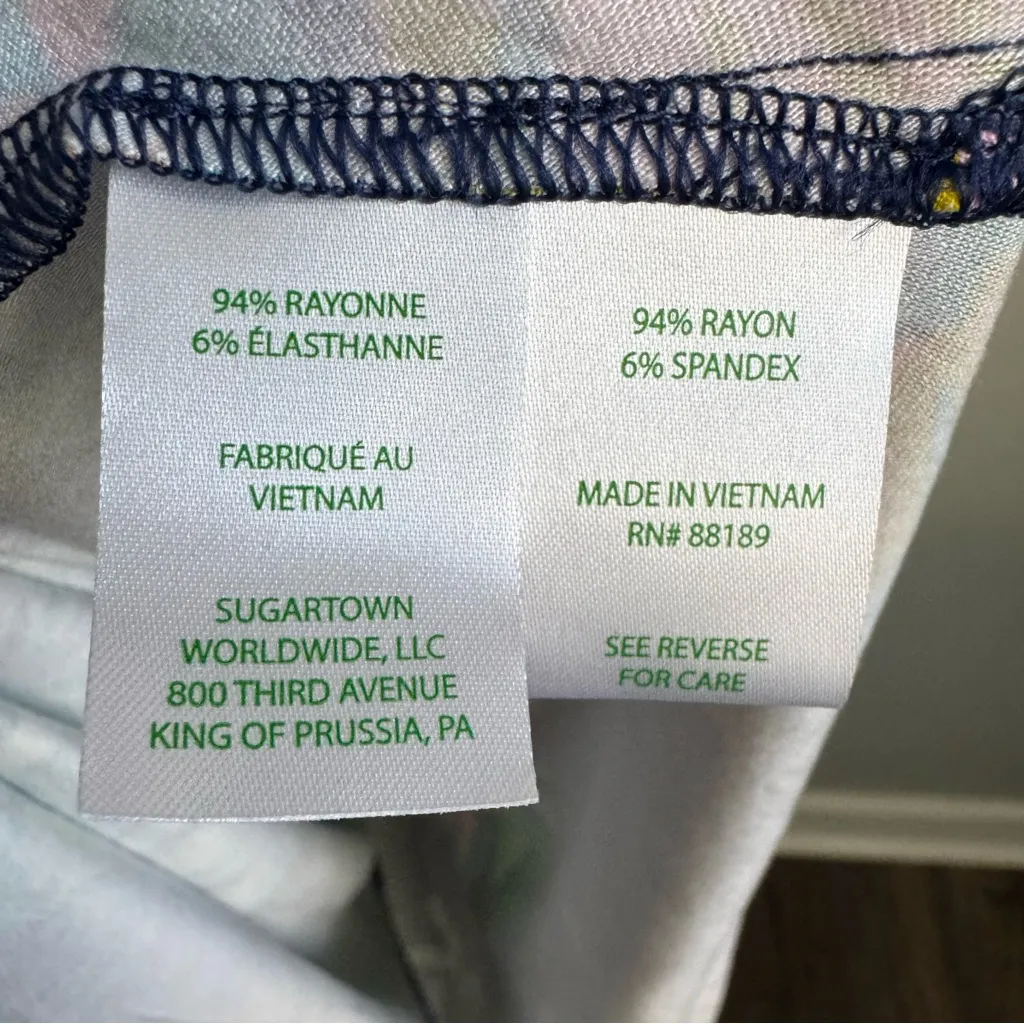 94% RAYONNE
6% ÉLASTHANNE
FABRIQUÉ AU
VIETNAM
SUGARTOWN
WORLDWIDE, LLC
800 THIRD AVENUE
KING OF PRUSSIA, PA
94% RAYON
6% SPANDEX
MADE IN VIETNAM
RN# 88189
SEE REVERSE
FOR CARE